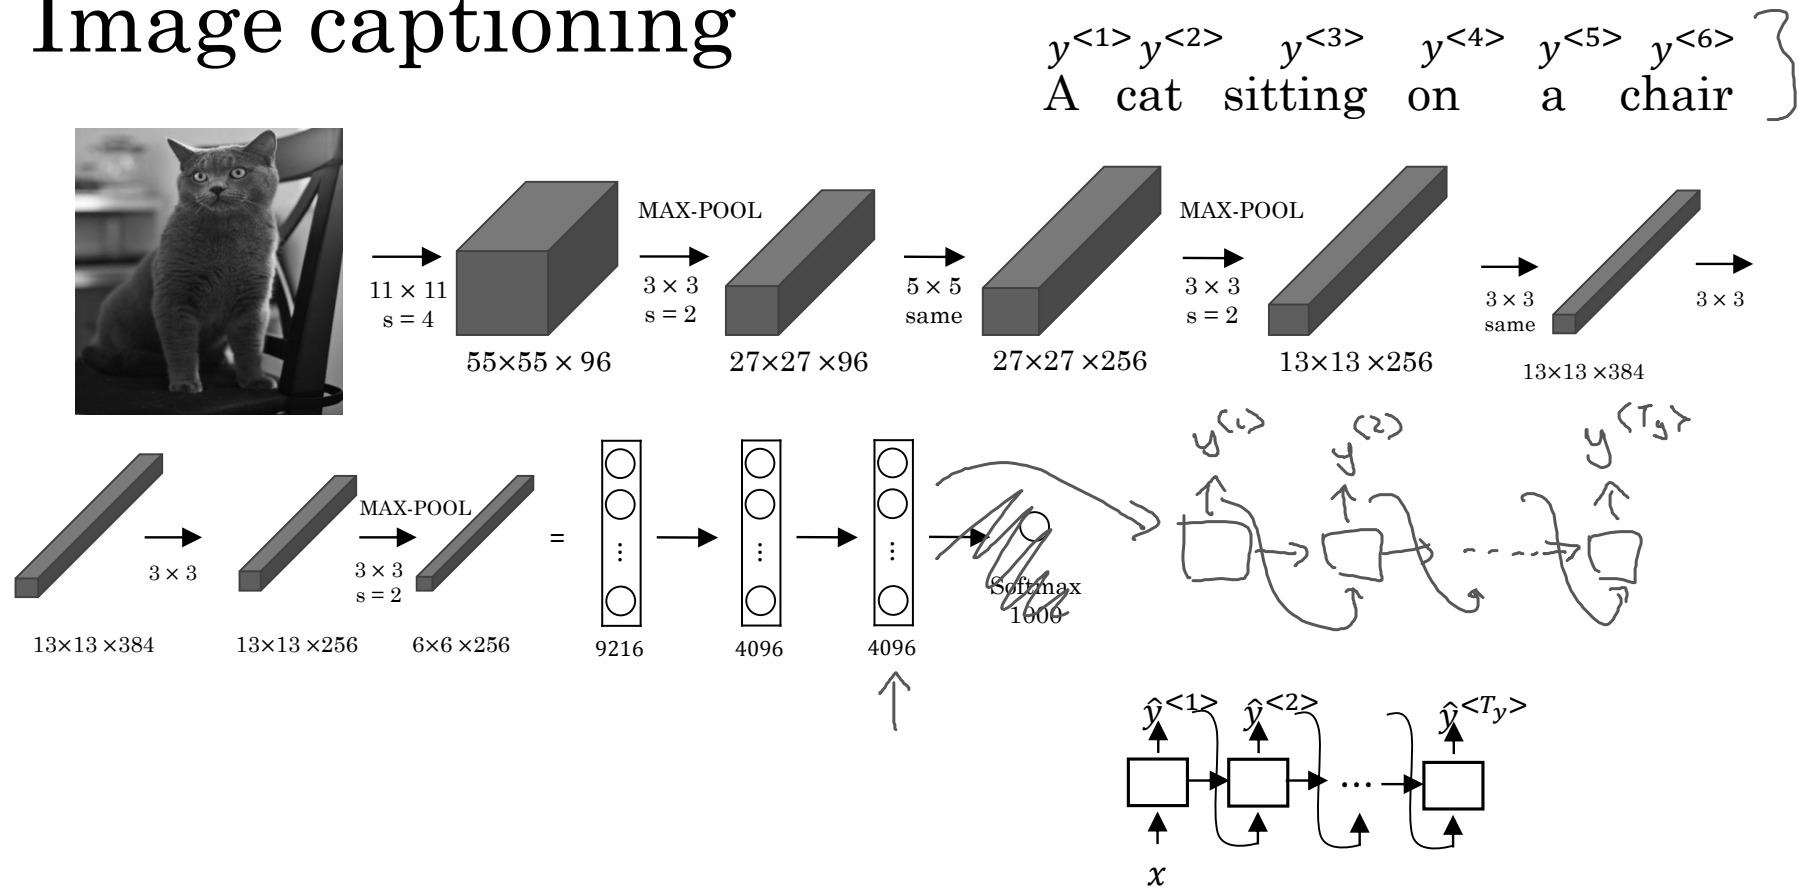 Image captioning
y<1> y<2> y<3> y<4> y<5> y<6>
A cat sitting on a chair
MAX-POOL MAX-POOL
11 × 11 3 × 3 5 × 5 3 × 3 3 × 3 3 × 3
s = 4 s = 2 same s = 2 same
55×55 × 96 27×27 ×96 27×27 ×256 13×13 ×256 13×13 ×384
y<1> y<2> y<Ty>
MAX-POOL
=
3 × 3 3 × 3
s = 2
Softmax
1000
13×13 ×384 13×13 ×256 6×6 ×256 9216 4096 4096
ŷ<1> ŷ<2> ŷ<Ty>
x